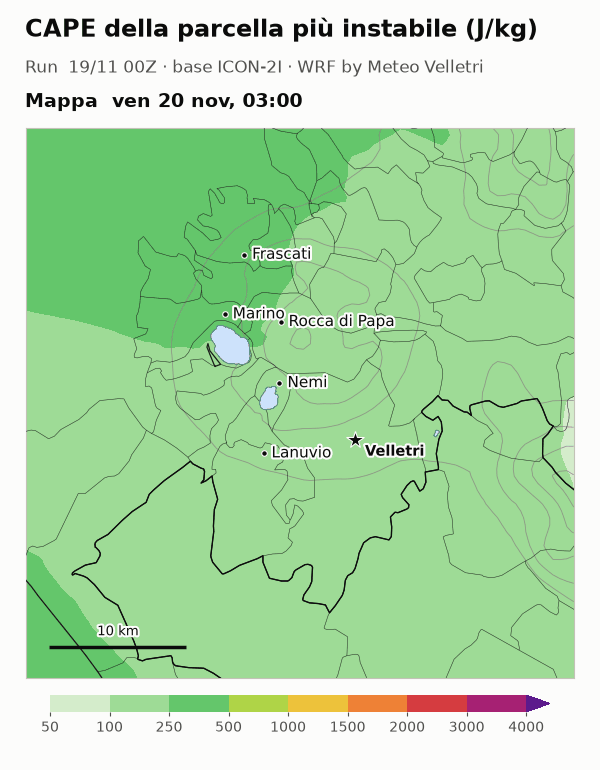 CAPE della parcella più instabile (J/kg)
Run  19/11 00Z · base ICON-2I · WRF by Meteo Velletri
Mappa  ven 20 nov, 03:00
Frascati
Marino
Rocca di Papa
Nemi
Velletri
Lanuvio
10 km
50 100 250 500 1000 1500 2000 3000 4000